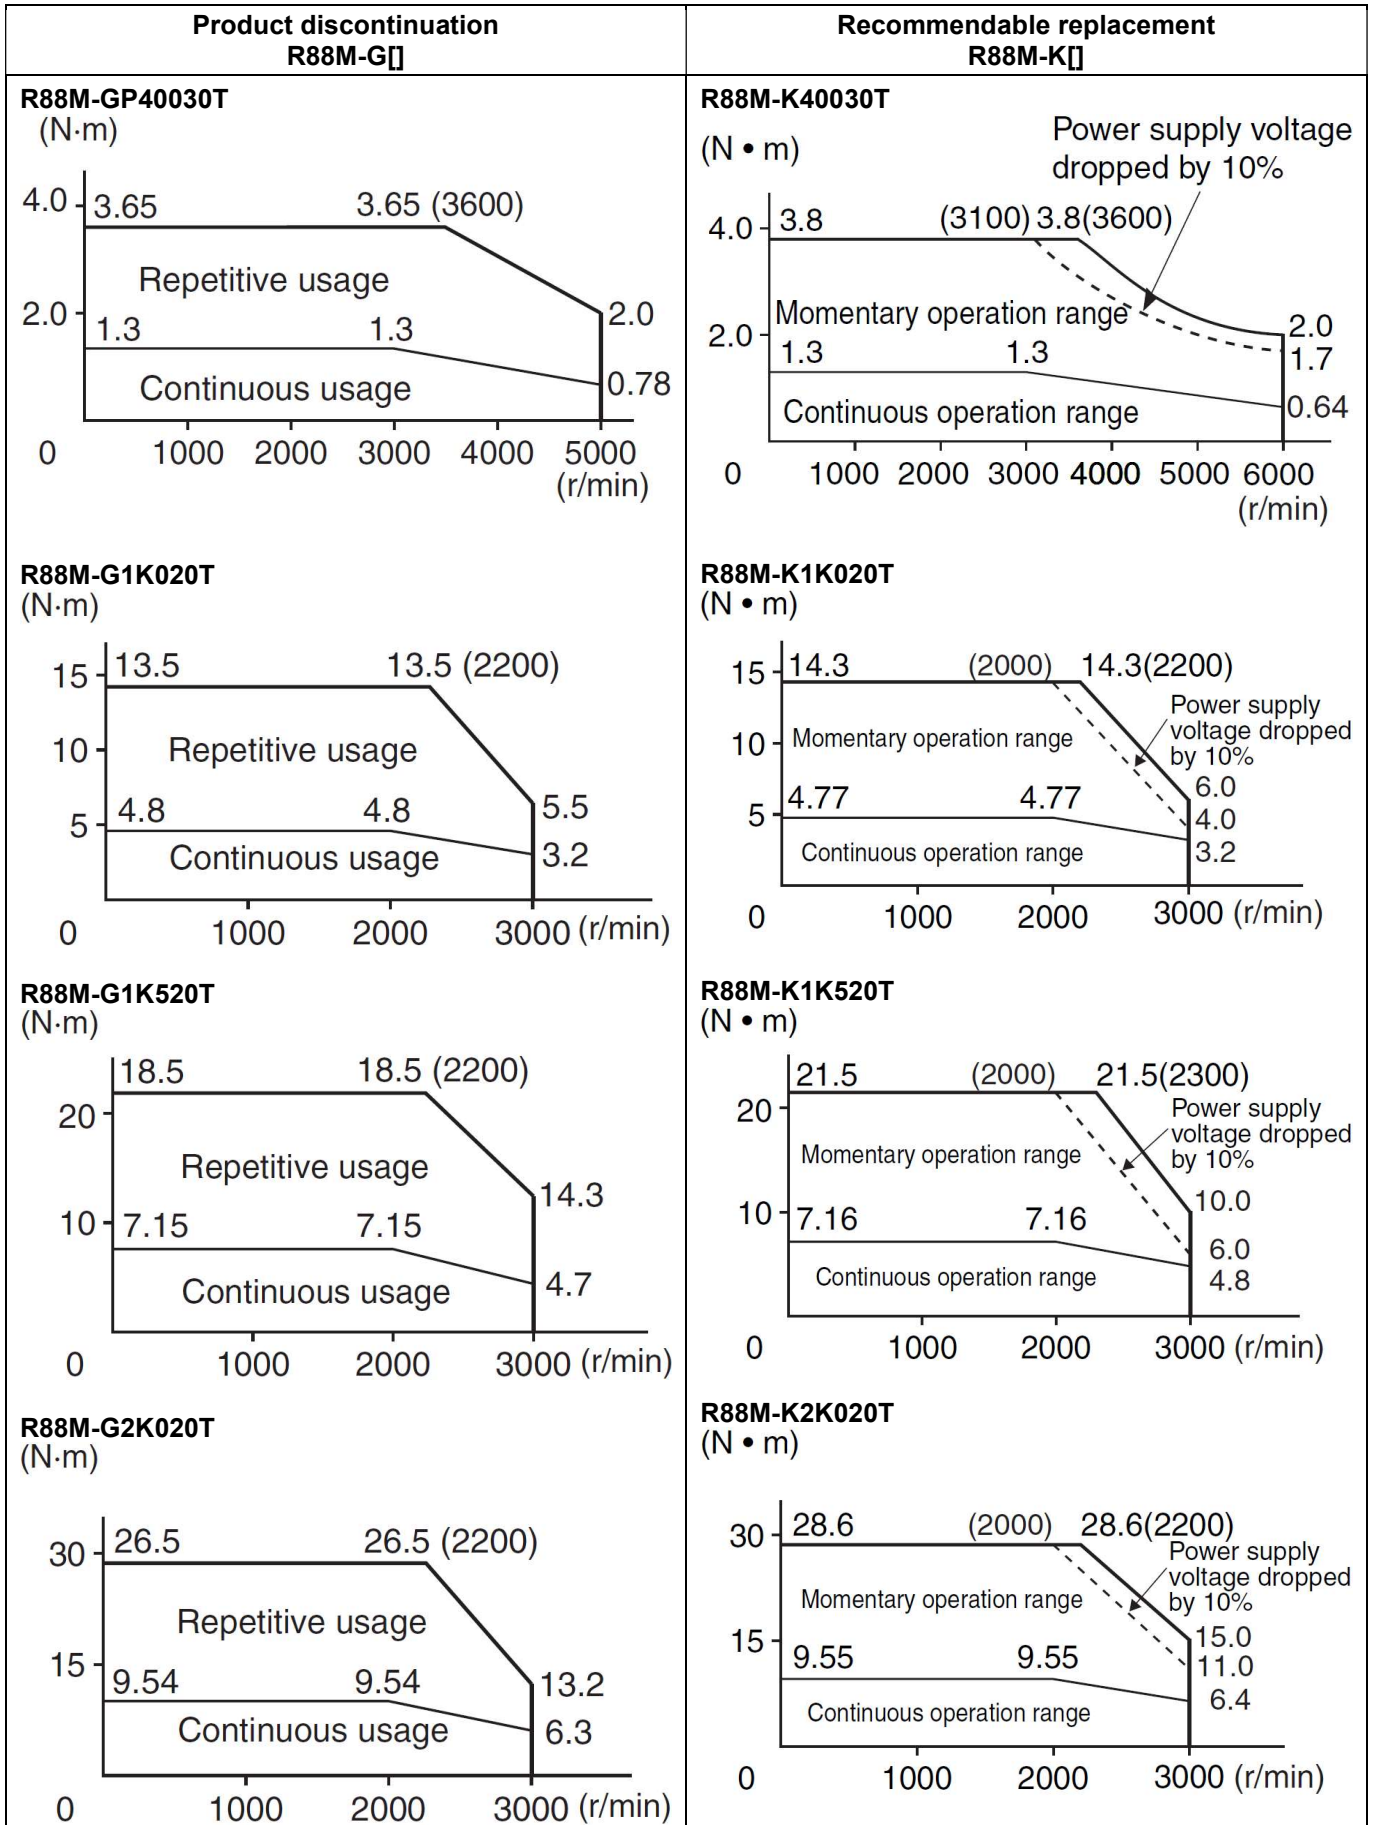 Product discontinuation
R88M-G[]
Recommendable replacement
R88M-K[]
R88M-GP40030T
(N·m)
4.0
3.65
3.65 (3600)
Repetitive usage
2.0
1.3
1.3
2.0
Continuous usage
0.78
0
1000
2000
3000
4000
5000
(r/min)
R88M-K40030T
(N • m)
Power supply voltage
dropped by 10%
4.0
3.8
(3100)
3.8(3600)
Momentary operation range
2.0
2.0
1.3
1.3
1.7
Continuous operation range
0.64
0
1000
2000
3000
4000
5000
6000
(r/min)
R88M-G1K020T
(N·m)
15
13.5
13.5 (2200)
10
Repetitive usage
5
4.8
4.8
5.5
Continuous usage
3.2
0
1000
2000
3000 (r/min)
R88M-K1K020T
(N • m)
15
14.3
(2000)
14.3(2200)
Power supply
voltage dropped
by 10%
10
Momentary operation range
6.0
5
4.77
4.77
4.0
Continuous operation range
3.2
0
1000
2000
3000 (r/min)
R88M-G1K520T
(N·m)
18.5
18.5 (2200)
20
Repetitive usage
14.3
10
7.15
7.15
Continuous usage
4.7
0
1000
2000
3000 (r/min)
R88M-K1K520T
(N • m)
21.5
(2000)
21.5(2300)
20
Power supply
voltage dropped
by 10%
Momentary operation range
10.0
10
7.16
7.16
6.0
Continuous operation range
4.8
0
1000
2000
3000 (r/min)
R88M-G2K020T
(N·m)
30
26.5
26.5 (2200)
Repetitive usage
15
9.54
9.54
13.2
Continuous usage
6.3
0
1000
2000
3000 (r/min)
R88M-K2K020T
(N • m)
30
28.6
(2000)
28.6(2200)
Power supply
voltage dropped
by 10%
Momentary operation range
15
15.0
9.55
9.55
11.0
Continuous operation range
6.4
0
1000
2000
3000 (r/min)